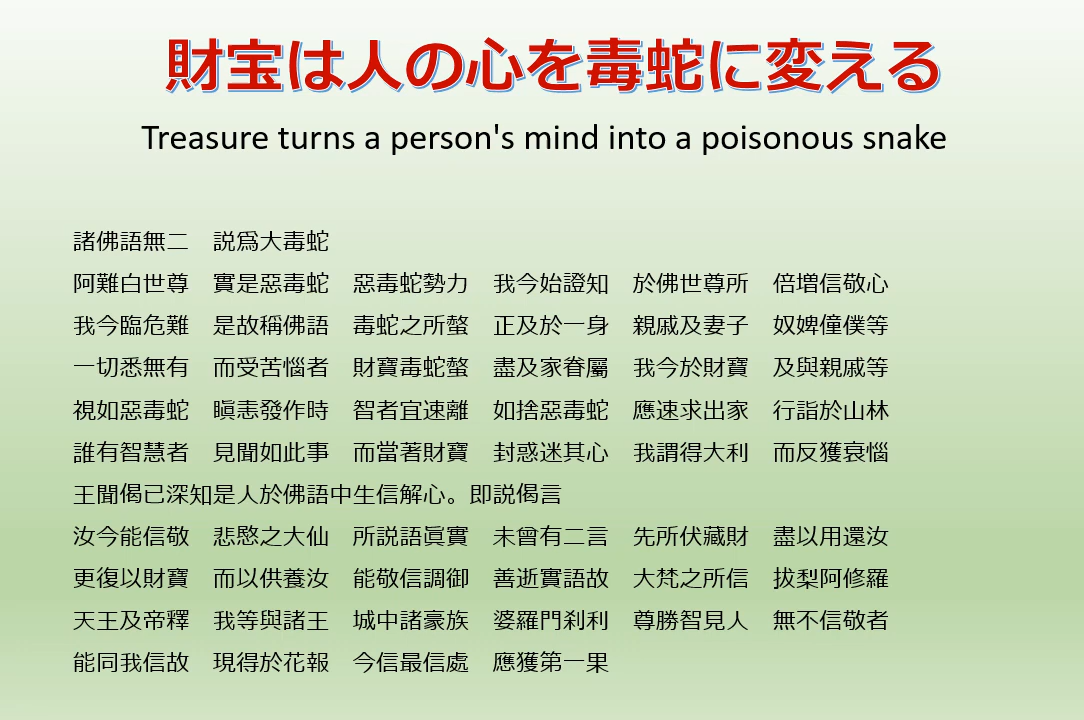 財宝は人の心を毒蛇に変える
Treasure turns a person's mind into a poisonous snake
諸佛語無二　説爲大毒蛇
阿難白世尊　實是惡毒蛇　惡毒蛇勢力　我今始證知　於佛世尊所　倍増信敬心
我今臨危難　是故稱佛語　毒蛇之所螫　正及於一身　親戚及妻子　奴婢僮僕等
一切悉無有　而受苦惱者　財寶毒蛇螫　盡及家眷屬　我今於財寶　及與親戚等
視如惡毒蛇　瞋恚發作時　智者宜速離　如捨惡毒蛇　應速求出家　行詣於山林
誰有智慧者　見聞如此事　而當著財寶　封惑迷其心　我謂得大利　而反獲衰惱
王聞偈已深知是人於佛語中生信解心。即説偈言
汝今能信敬　悲愍之大仙　所説語眞實　未曾有二言　先所伏藏財　盡以用還汝
更復以財寶　而以供養汝　能敬信調御　善逝實語故　大梵之所信　拔梨阿修羅
天王及帝釋　我等與諸王　城中諸豪族　婆羅門刹利　尊勝智見人　無不信敬者
能同我信故　現得於花報　今信最信處　應獲第一果